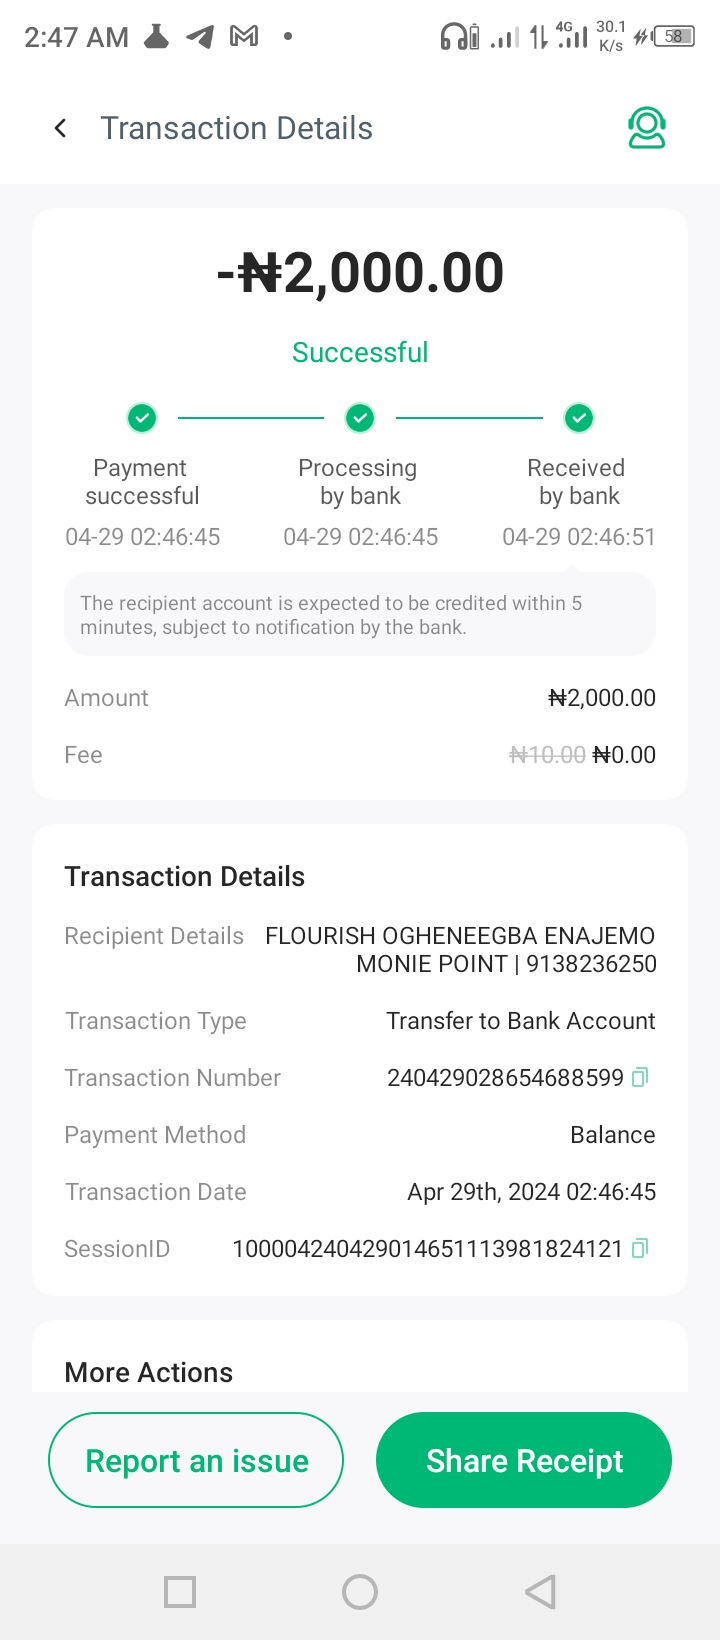 2:47 AM
4G
30.1
K/s
58
Transaction Details
-₦2,000.00
Successful
Payment successful
04-29 02:46:45
Processing by bank
04-29 02:46:45
Received by bank
04-29 02:46:51
The recipient account is expected to be credited within 5
minutes, subject to notification by the bank.
Amount ₦2,000.00
Fee ₦10.00 ₦0.00
Transaction Details
Recipient Details FLOURISH OGHENEEGBA ENAJEMO
MONIE POINT | 9138236250
Transaction Type Transfer to Bank Account
Transaction Number 240429028654688599
Payment Method Balance
Transaction Date Apr 29th, 2024 02:46:45
SessionID 100004240429014651113981824121
More Actions
Report an issue
Share Receipt